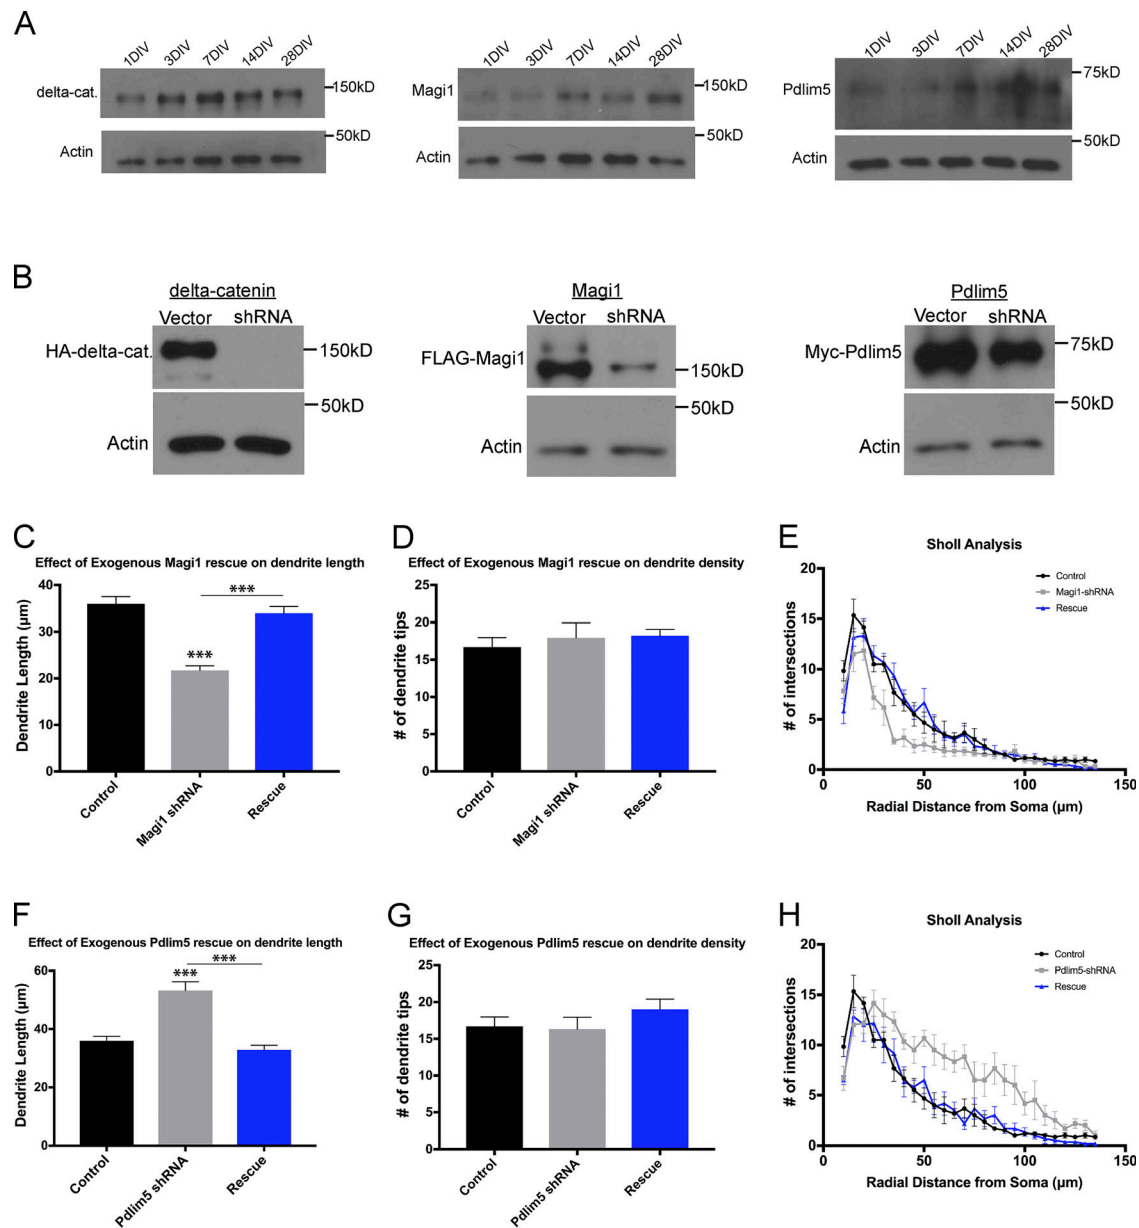 A
1DIV 3DIV 7DIV 14DIV 28DIV
delta-cat.
150kD
50kD
Actin
1DIV 3DIV 7DIV 14DIV 28DIV
Magi1
150kD
50kD
Actin
1DIV 3DIV 7DIV 14DIV 28DIV
Pdlim5
75kD
50kD
Actin
B
delta-catenin
Vector shRNA
HA-delta-cat.
150kD
50kD
Actin
Magi1
Vector shRNA
FLAG-Magi1
150kD
50kD
Actin
Pdlim5
Vector shRNA
Myc-Pdlim5
75kD
50kD
Actin
C
Effect of Exogenous Magi1 rescue on dendrite length
Dendrite Length (µm)
40
30
20
10
0
***
***
Control
Magi1 shRNA
Rescue
D
Effect of Exogenous Magi1 rescue on dendrite density
# of dendrite tips
25
20
15
10
5
0
Control
Magi1 shRNA
Rescue
E
Sholl Analysis
# of intersections
20
15
10
5
0
Control
Magi1-shRNA
Rescue
0 50 100 150
Radial Distance from Soma (µm)
F
Effect of Exogenous Pdlim5 rescue on dendrite length
Dendrite Length (µm)
60
40
20
0
***
***
Control
Pdlim5 shRNA
Rescue
G
Effect of Exogenous Pdlim5 rescue on dendrite density
# of dendrite tips
25
20
15
10
5
0
Control
Pdlim5 shRNA
Rescue
H
Sholl Analysis
# of intersections
20
15
10
5
0
Control
Pdlim5-shRNA
Rescue
0 50 100 150
Radial Distance from Soma (µm)